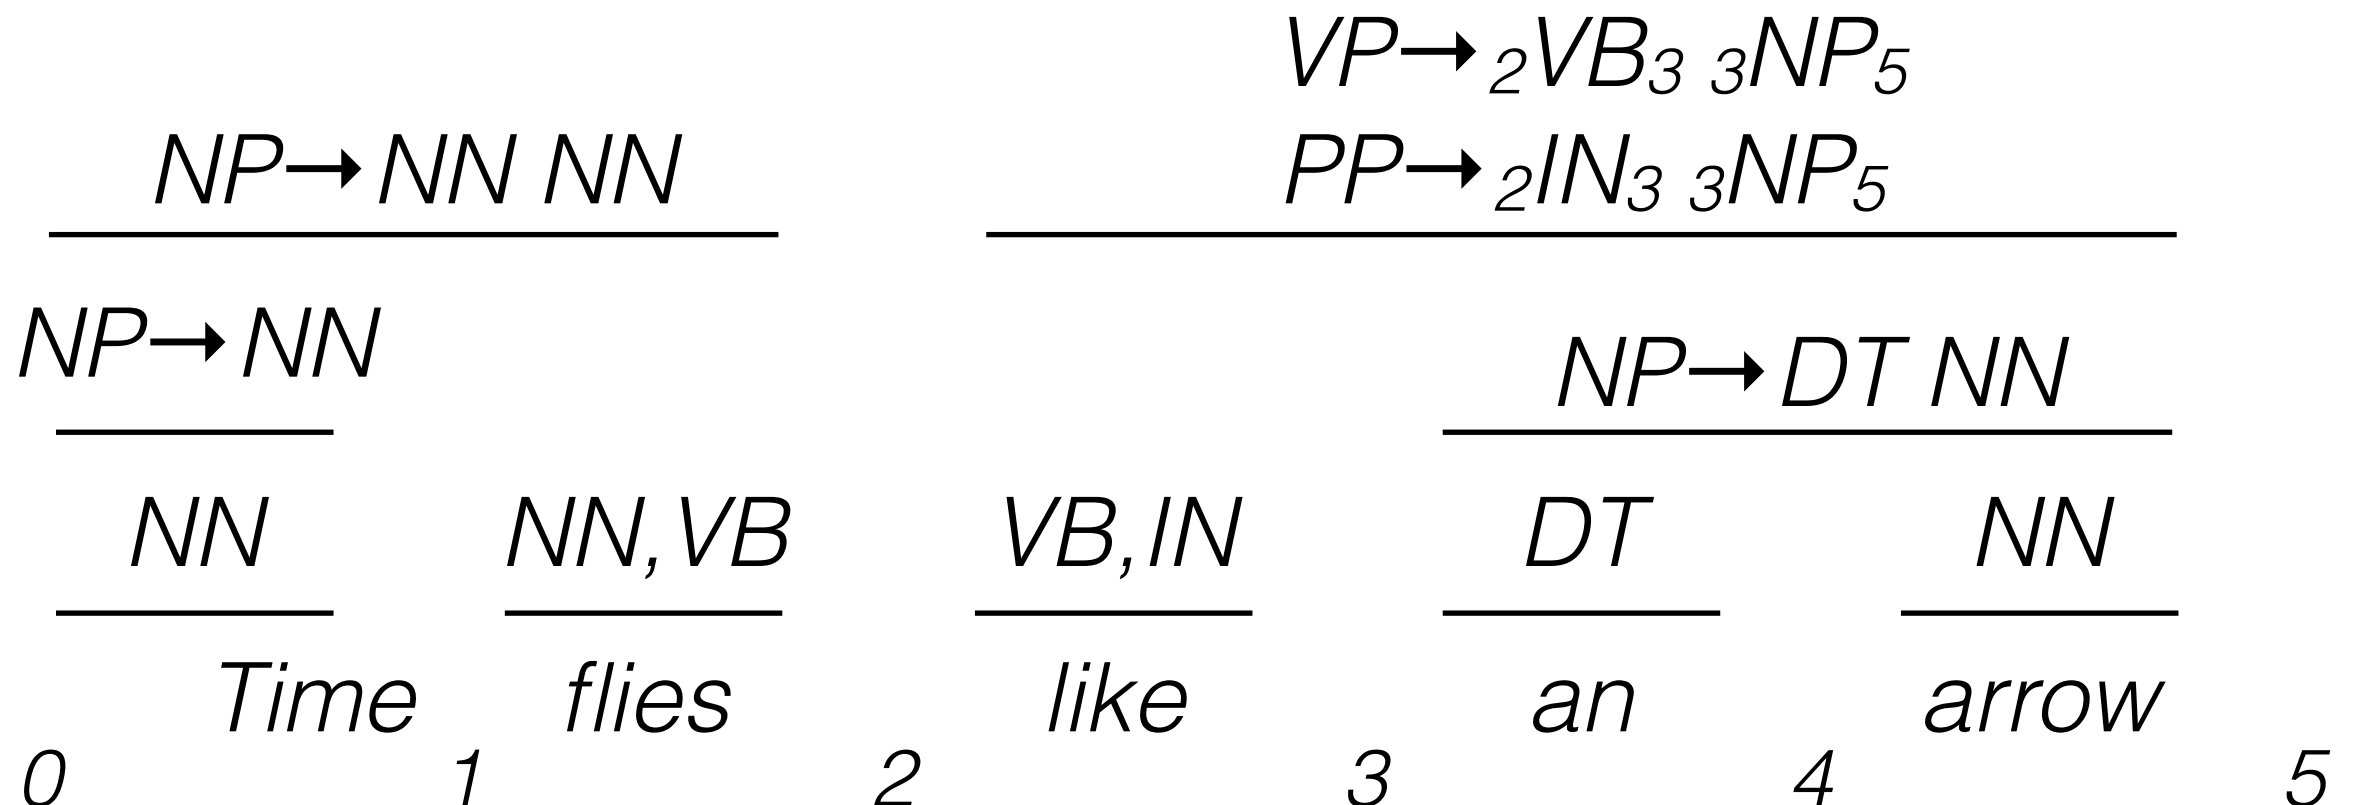 VP→₂VB₃ ₃NP₅
NP→NN NN PP→₂IN₃ ₃NP₅
NP→NN NP→DT NN
NN NN,VB VB,IN DT NN
Time flies like an arrow
0 1 2 3 4 5